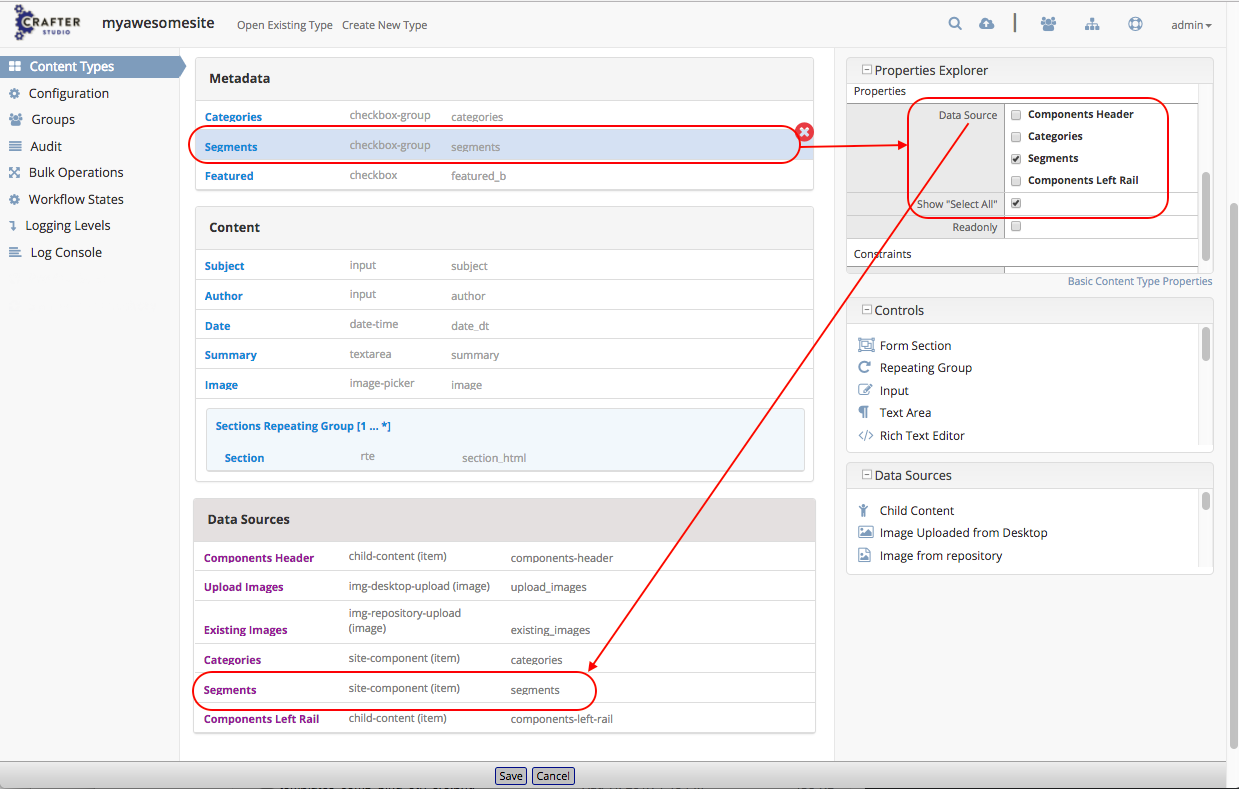 CRAFTER
STUDIO
myawesomesite
Open Existing Type
Create New Type
admin
Content Types
Configuration
Groups
Audit
Bulk Operations
Workflow States
Logging Levels
Log Console
Metadata
Categories checkbox-group categories
Segments checkbox-group segments
Featured checkbox featured_b
Content
Subject input subject
Author input author
Date date-time date_dt
Summary textarea summary
Image image-picker image
Sections Repeating Group [1 ... *]
Section rte section_html
Data Sources
Components Header child-content (item) components-header
Upload Images img-desktop-upload (image) upload_images
img-repository-upload
Existing Images (image) existing_images
Categories site-component (item) categories
Segments site-component (item) segments
Components Left Rail child-content (item) components-left-rail
Properties Explorer
Properties
Data Source Components Header
Categories
Segments
Components Left Rail
Show "Select All"
Readonly
Constraints
Basic Content Type Properties
Controls
Form Section
Repeating Group
Input
Text Area
Rich Text Editor
Data Sources
Child Content
Image Uploaded from Desktop
Image from repository
Save Cancel